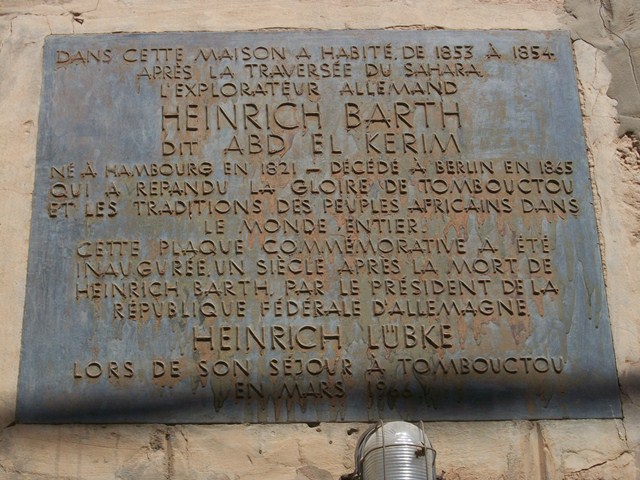 DANS CETTE MAISON A HABITÉ, DE 1853 À 1854
APRÈS LA TRAVERSÉE DU SAHARA,
L'EXPLORATEUR ALLEMAND
HEINRICH BARTH
DIT ABD EL KERIM
NÉ À HAMBOURG EN 1821 – DÉCÉDÉ À BERLIN EN 1865
QUI A RÉPANDU LA GLOIRE DE TOMBOUCTOU
ET LES TRADITIONS DES PEUPLES AFRICAINS DANS
LE MONDE ENTIER.
CETTE PLAQUE COMMÉMORATIVE A ÉTÉ
INAUGURÉE, UN SIÈCLE APRÈS LA MORT DE
HEINRICH BARTH, PAR LE PRÉSIDENT DE LA
RÉPUBLIQUE FÉDÉRALE D'ALLEMAGNE,
HEINRICH LÜBKE
LORS DE SON SÉJOUR À TOMBOUCTOU
EN MARS 1966